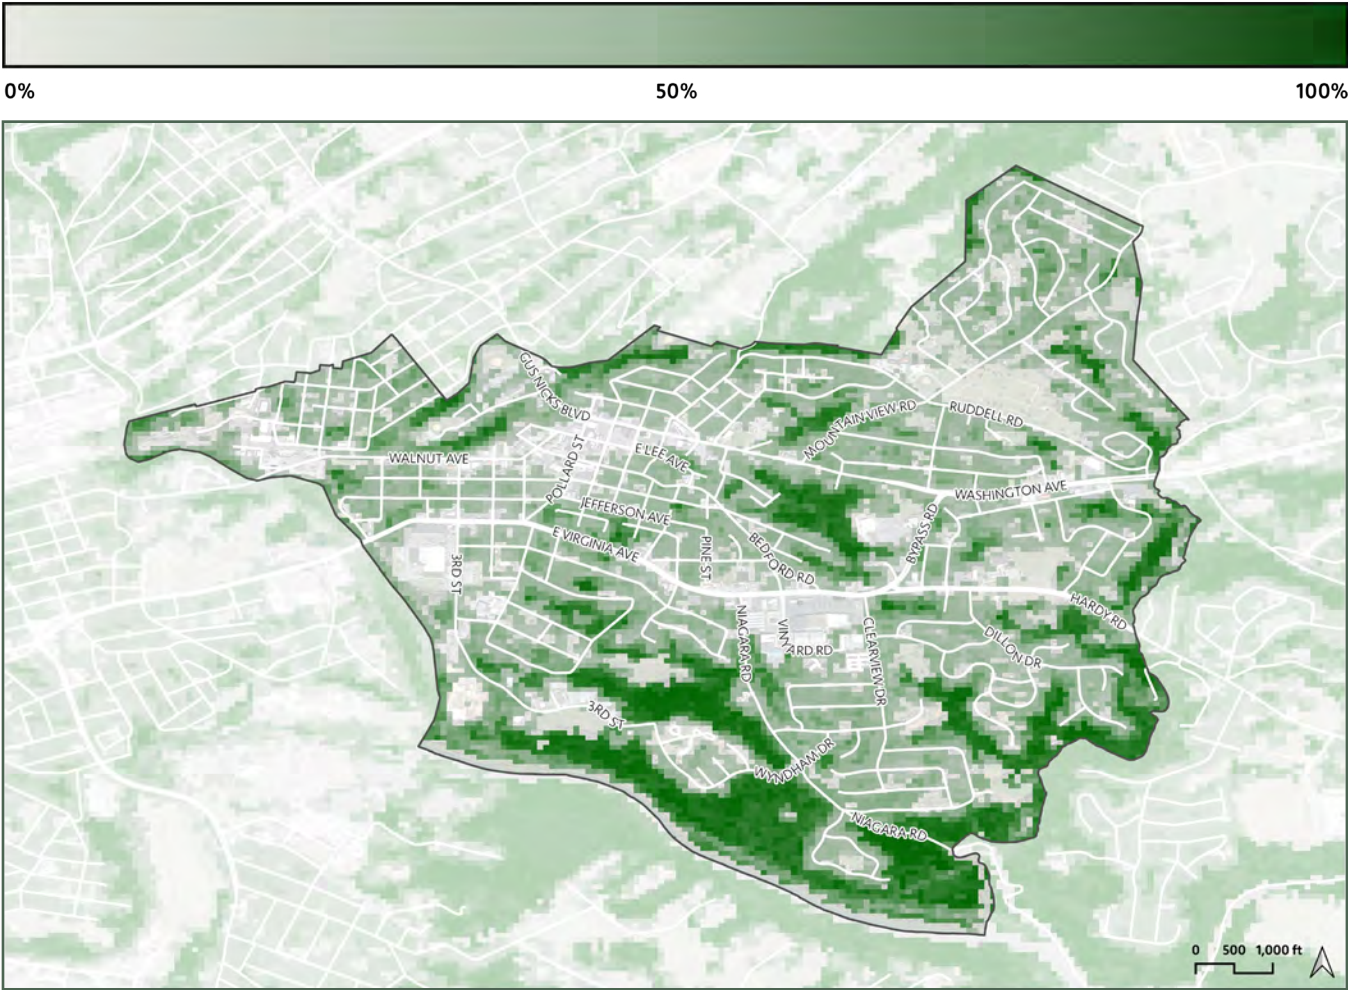 0% 50% 100%
GUS NICKS BLVD
MOUNTAIN VIEW RD
RUDDELL RD
WALNUT AVE
POLLARD ST
E LEE AVE
WASHINGTON AVE
JEFFERSON AVE
BYPASS RD
E VIRGINIA AVE
3RD ST
PINE ST
BEDFORD RD
HARDY RD
NIAGARA RD
VINYARD RD
CLEARVIEW DR
DILLON DR
3RD ST
WYNDHAM DR
NIAGARA RD
0 500 1,000 ft